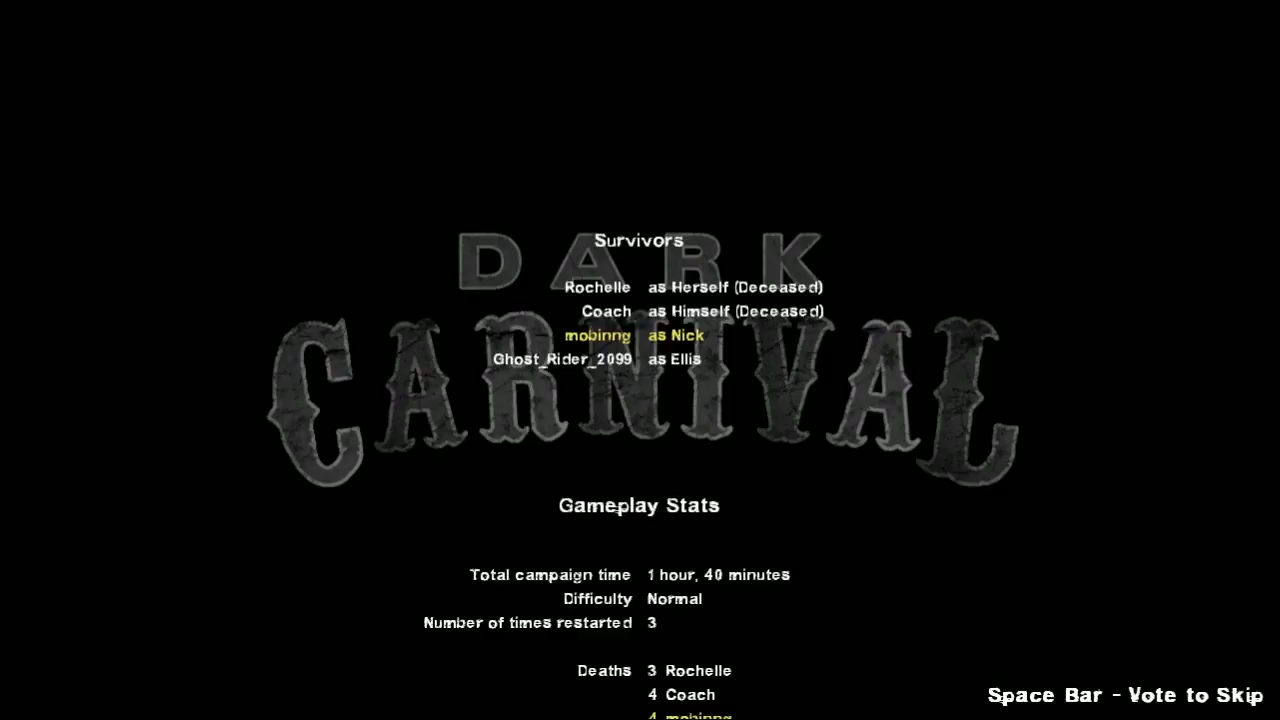 DARK
CARNIVAL
Survivors
Rochelle as Herself (Deceased)
Coach as Himself (Deceased)
mobinng as Nick
Ghost_Rider_2099 as Ellis
Gameplay Stats
Total campaign time 1 hour, 40 minutes
Difficulty Normal
Number of times restarted 3
Deaths 3 Rochelle
4 Coach
4 mobinng
Space Bar - Vote to Skip